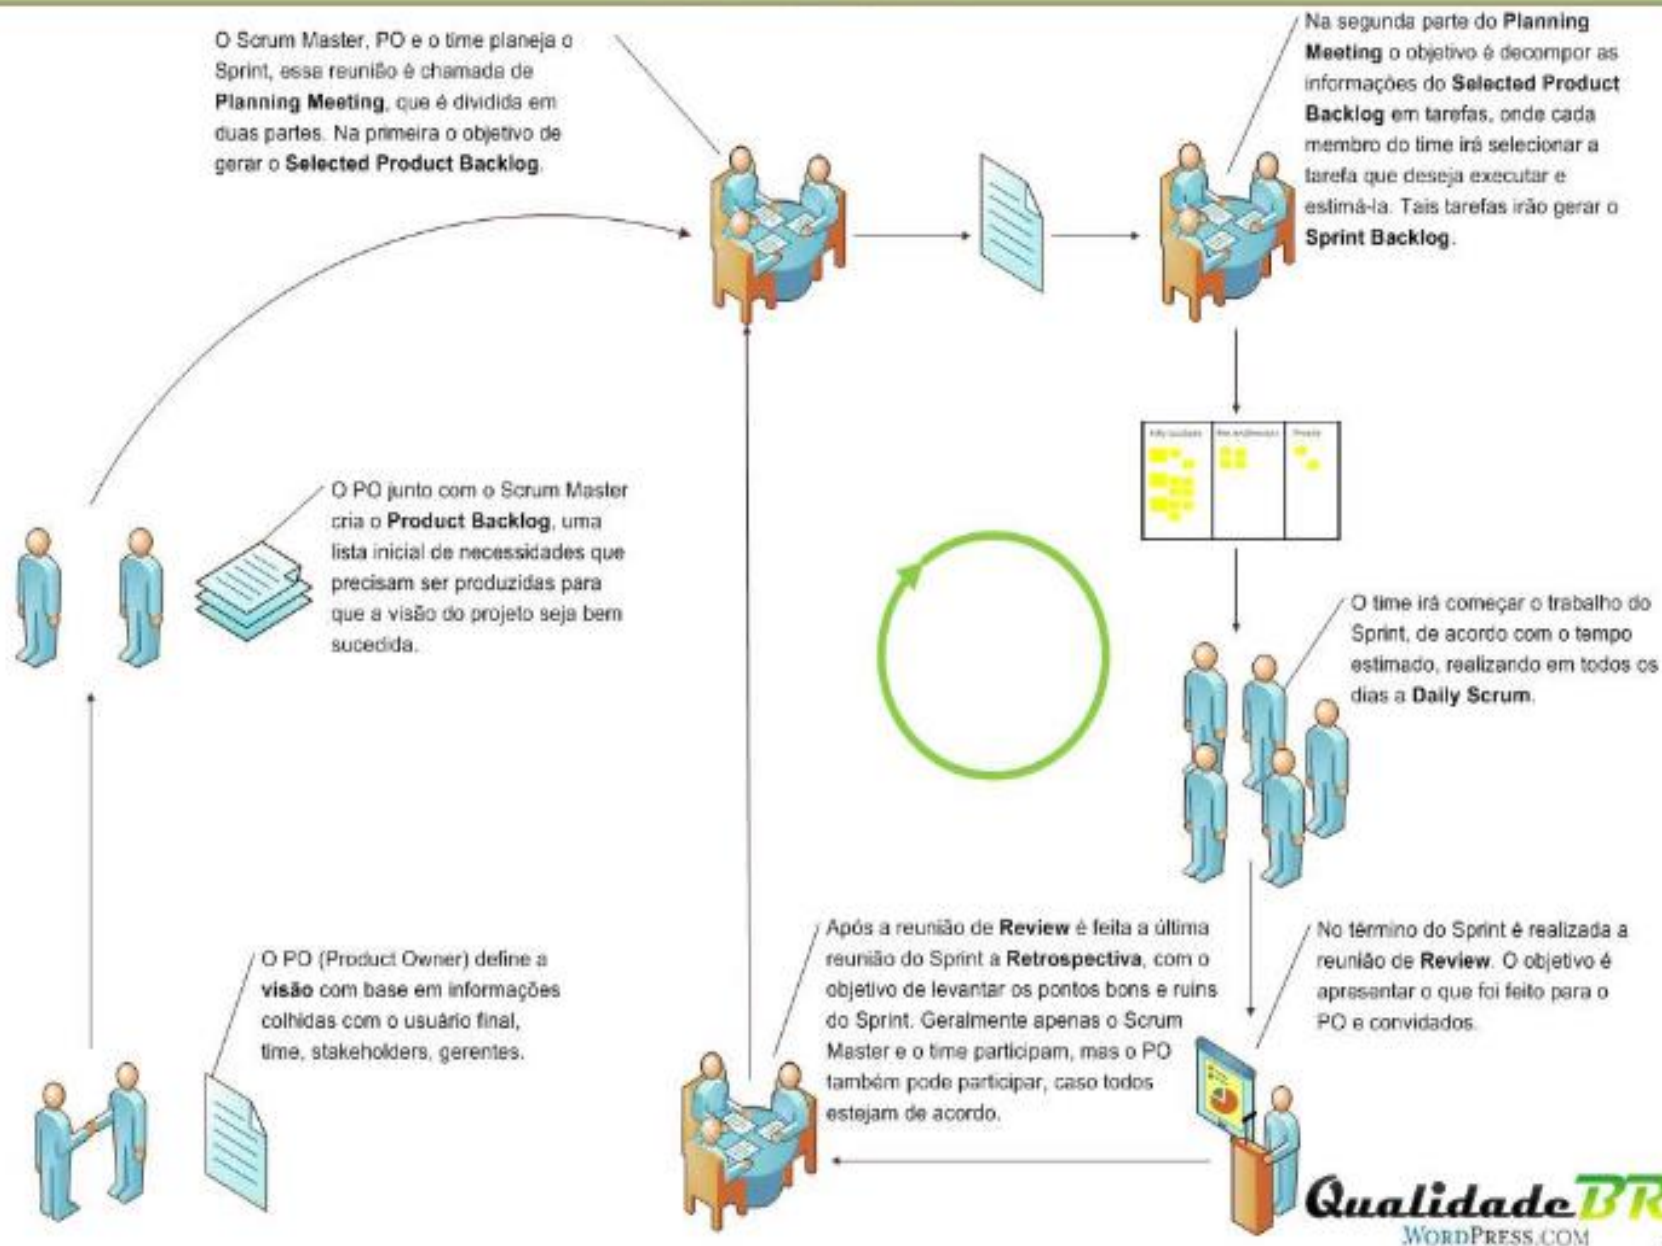 O Scrum Master, PO e o time planeja o
Sprint, essa reunião é chamada de
Planning Meeting, que é dividida em
duas partes. Na primeira o objetivo de
gerar o Selected Product Backlog.
Na segunda parte do Planning
Meeting o objetivo é decompor as
informações do Selected Product
Backlog em tarefas, onde cada
membro do time irá selecionar a
tarefa que deseja executar e
estimá-la. Tais tarefas irão gerar o
Sprint Backlog.
O PO junto com o Scrum Master
cria o Product Backlog, uma
lista inicial de necessidades que
precisam ser produzidas para
que a visão do projeto seja bem
sucedida.
O time irá começar o trabalho do
Sprint, de acordo com o tempo
estimado, realizando em todos os
dias a Daily Scrum.
O PO (Product Owner) define a
visão com base em informações
colhidas com o usuário final,
time, stakeholders, gerentes.
Após a reunião de Review é feita a última
reunião do Sprint a Retrospectiva, com o
objetivo de levantar os pontos bons e ruins
do Sprint. Geralmente apenas o Scrum
Master e o time participam, mas o PO
também pode participar, caso todos
estejam de acordo.
No término do Sprint é realizada a
reunião de Review. O objetivo é
apresentar o que foi feito para o
PO e convidados.
QualidadeBR
WORDPRESS.COM